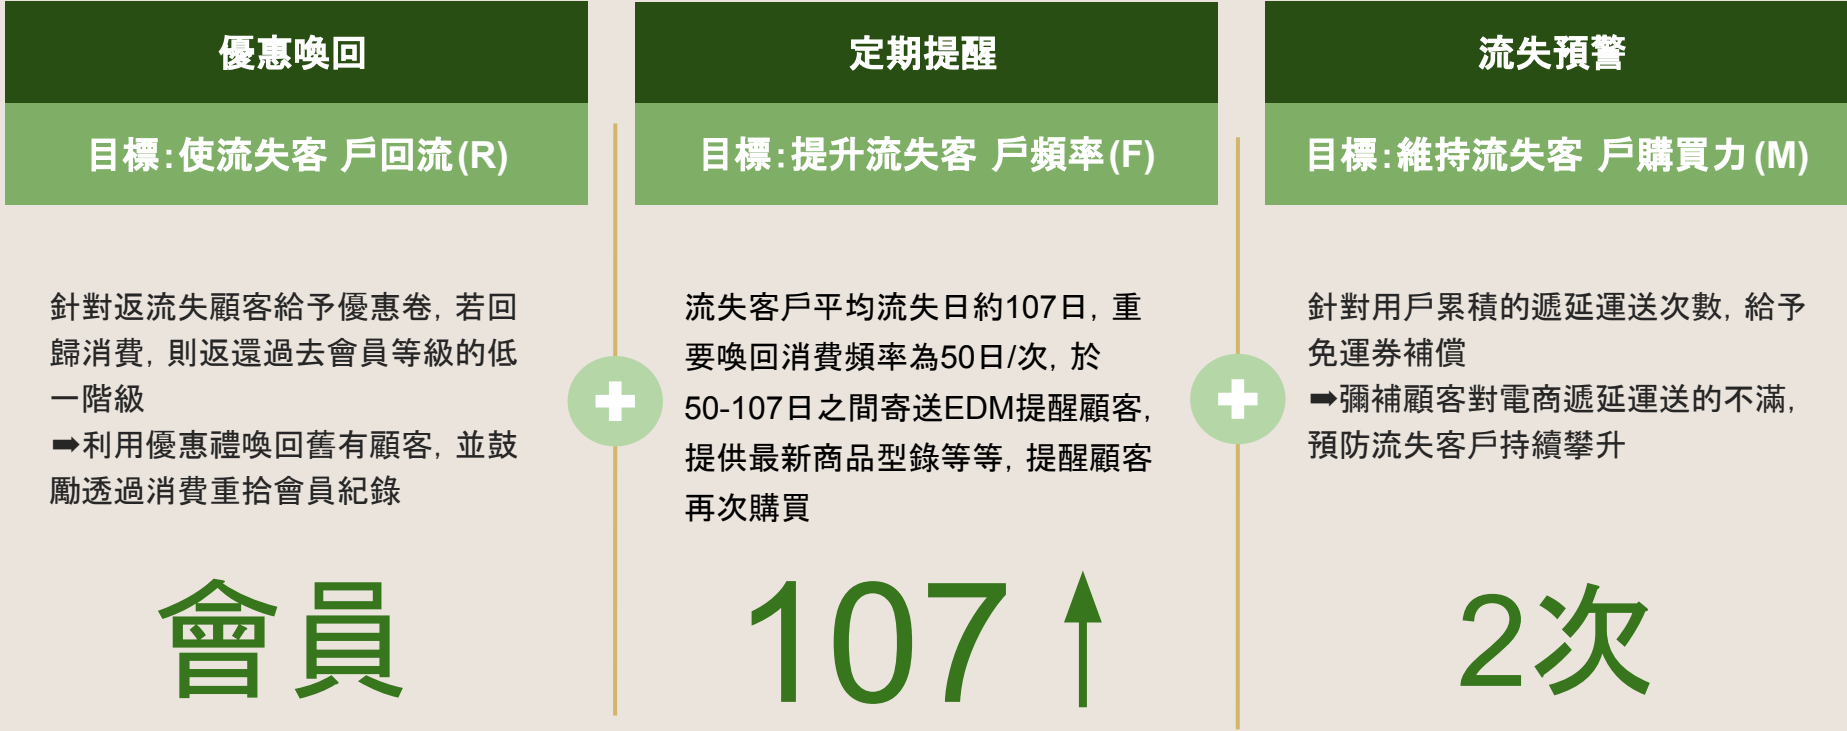 優惠喚回
目標:使流失客 戶回流(R)
針對返流失顧客給予優惠卷, 若回
歸消費, 則返還過去會員等級的低
一階級
➡利用優惠禮喚回舊有顧客, 並鼓
勵透過消費重拾會員紀錄
會員
定期提醒
目標:提升流失客 戶頻率(F)
流失客戶平均流失日約107日, 重
要喚回消費頻率為50日/次, 於
50-107日之間寄送EDM提醒顧客,
提供最新商品型錄等等, 提醒顧客
再次購買
107
流失預警
目標:維持流失客 戶購買力(M)
針對用戶累積的遞延運送次數, 給予
免運券補償
➡彌補顧客對電商遞延運送的不滿,
預防流失客戶持續攀升
2次